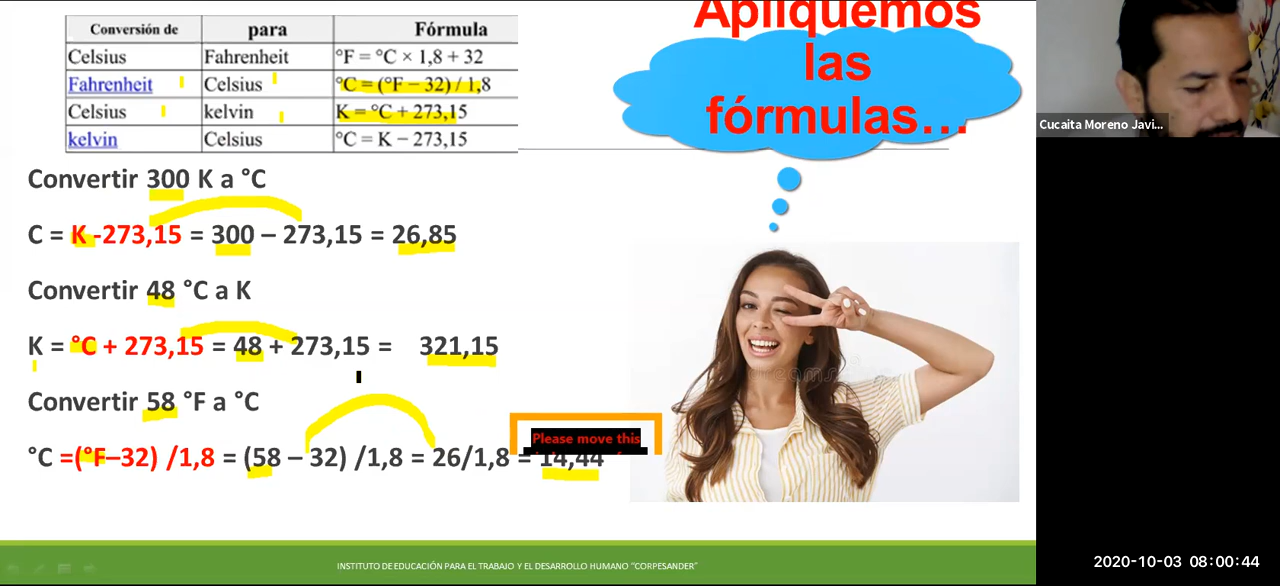 Conversión de para Fórmula
Celsius Fahrenheit °F = °C × 1,8 + 32
Fahrenheit Celsius °C = (°F − 32) / 1,8
Celsius kelvin K = °C + 273,15
kelvin Celsius °C = K − 273,15
Apliquemos
las
fórmulas...
Cucaita Moreno Javi...
Convertir 300 K a °C
C = K -273,15 = 300 – 273,15 = 26,85
Convertir 48 °C a K
K = °C + 273,15 = 48 + 273,15 = 321,15
Convertir 58 °F a °C
Please move this
°C =(°F–32) /1,8 = (58 – 32) /1,8 = 26/1,8 = 14,44
INSTITUTO DE EDUCACIÓN PARA EL TRABAJO Y EL DESARROLLO HUMANO “CORPESANDER”
2020-10-03 08:00:44